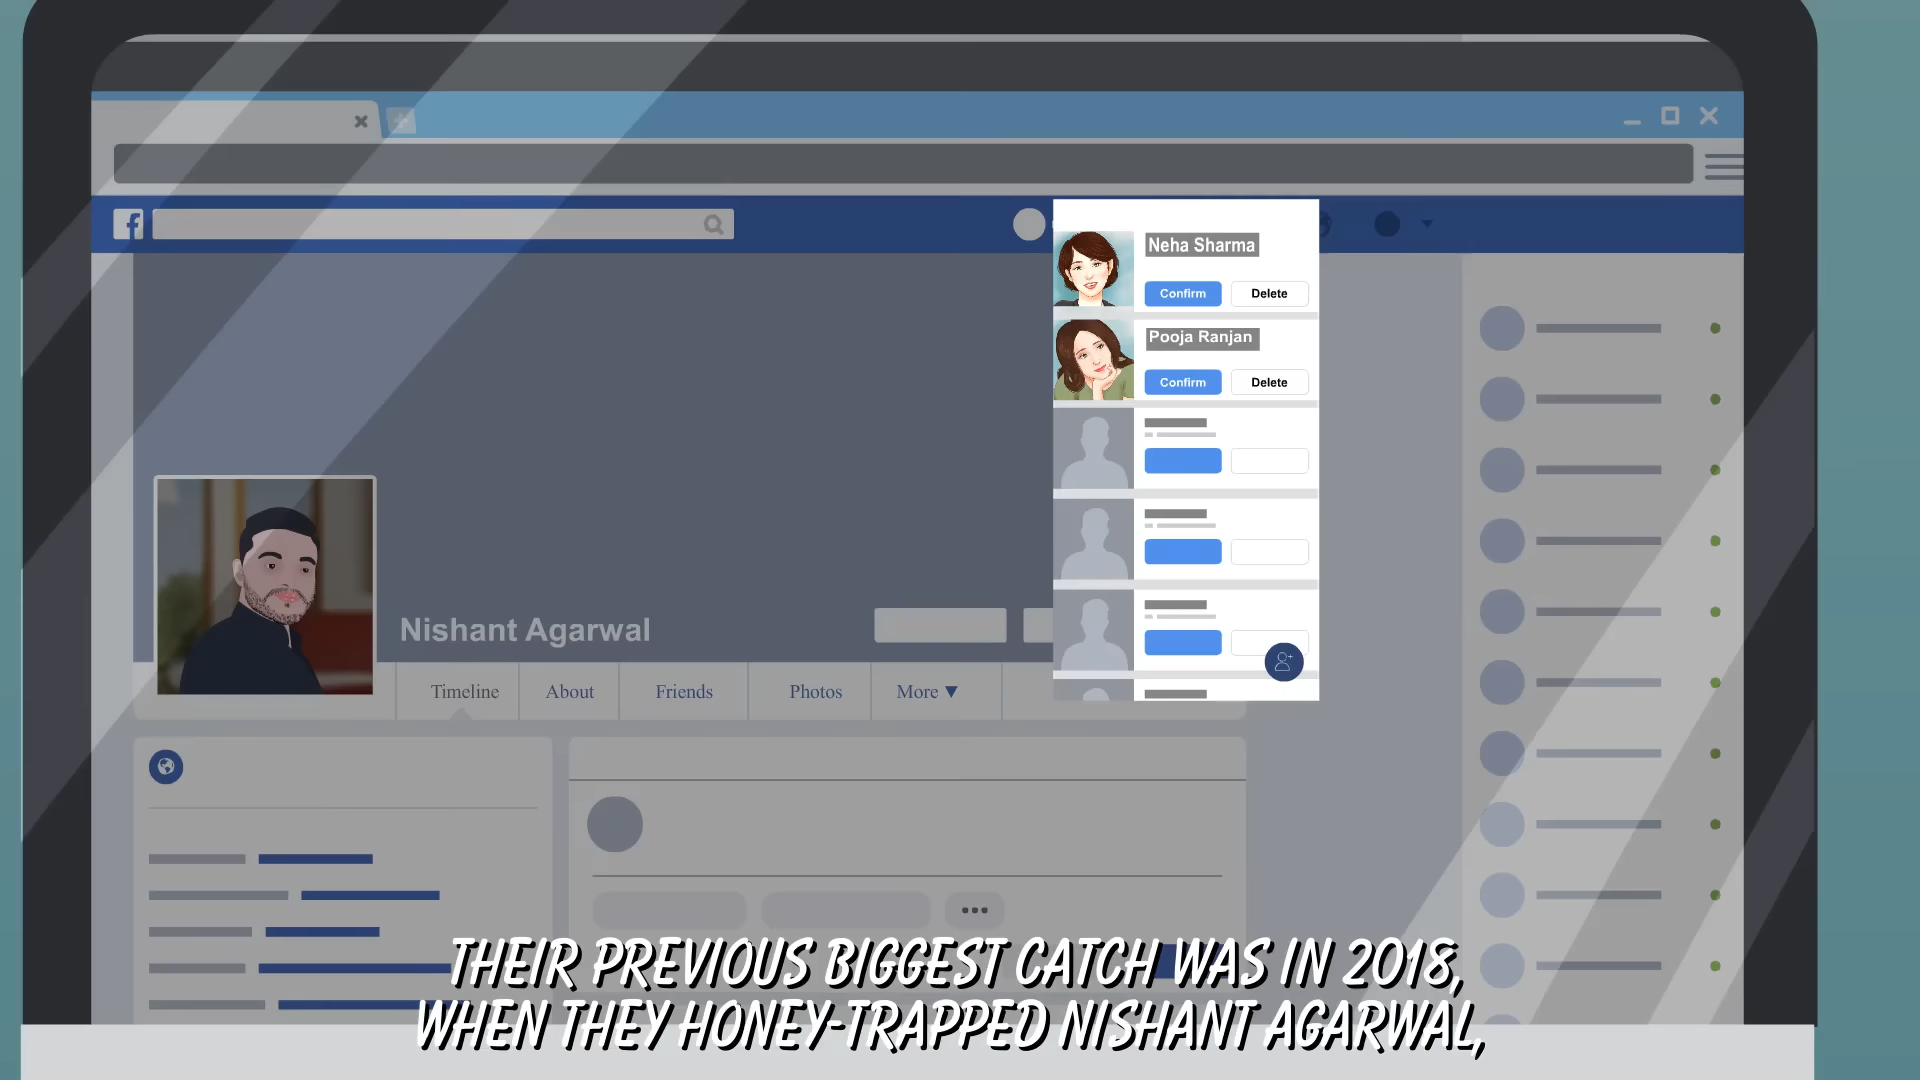 Neha Sharma
Confirm Delete
Pooja Ranjan
Confirm Delete
Nishant Agarwal
Timeline About Friends Photos More ▼
THEIR PREVIOUS BIGGEST CATCH WAS IN 2018,
WHEN THEY HONEY-TRAPPED NISHANT AGARWAL,